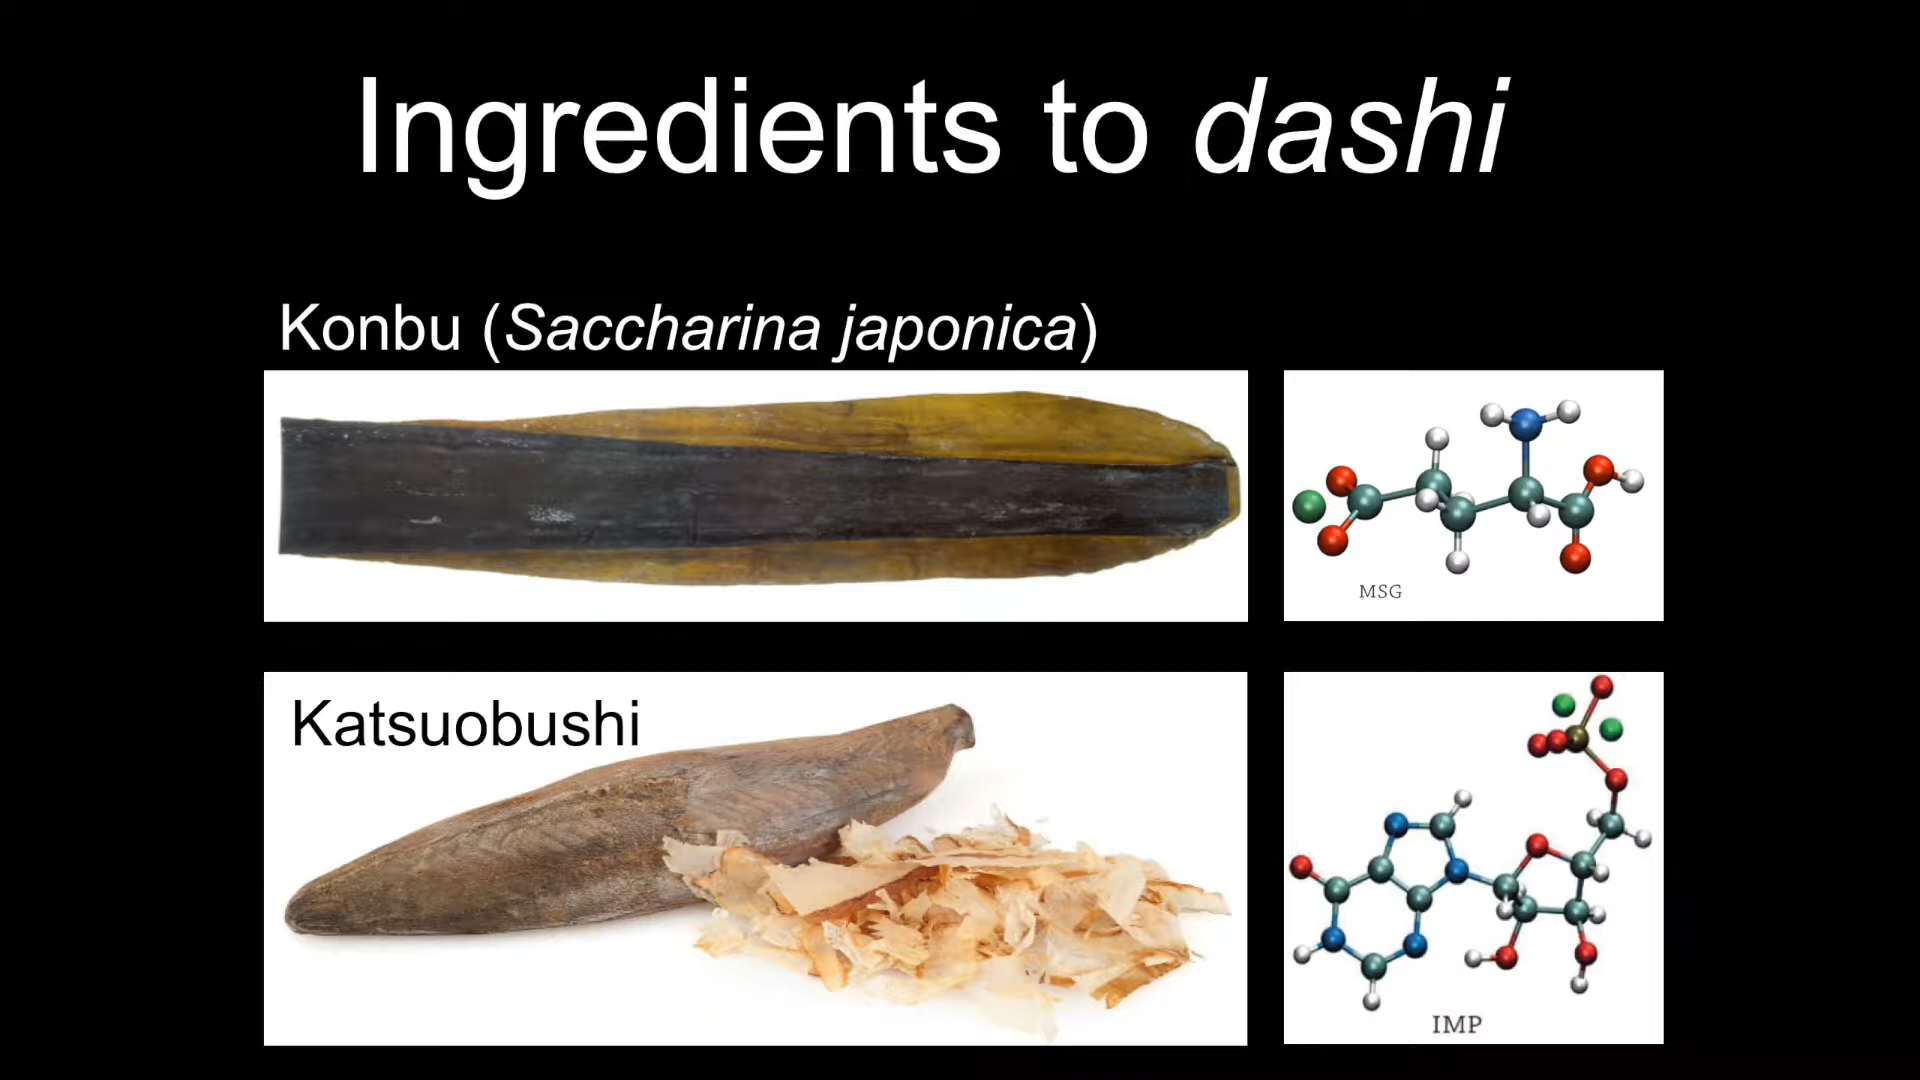 Ingredients to dashi
Konbu (Saccharina japonica)
MSG
Katsuobushi
IMP